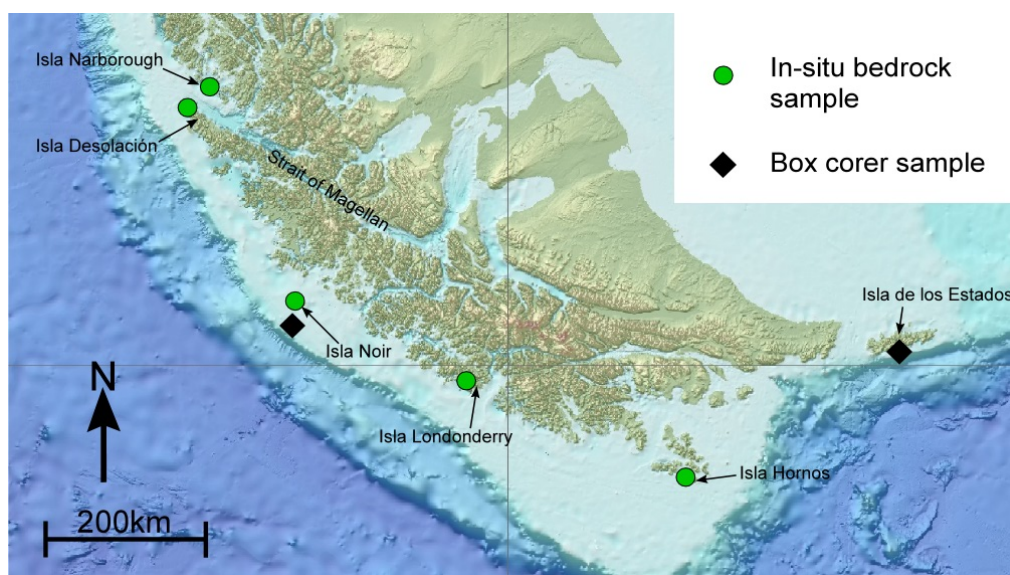 Isla Narborough
Isla Desolación
Strait of Magellan
In-situ bedrock
sample
Box corer sample
Isla de los Estados
Isla Noir
Isla Londonderry
Isla Hornos
N
200km